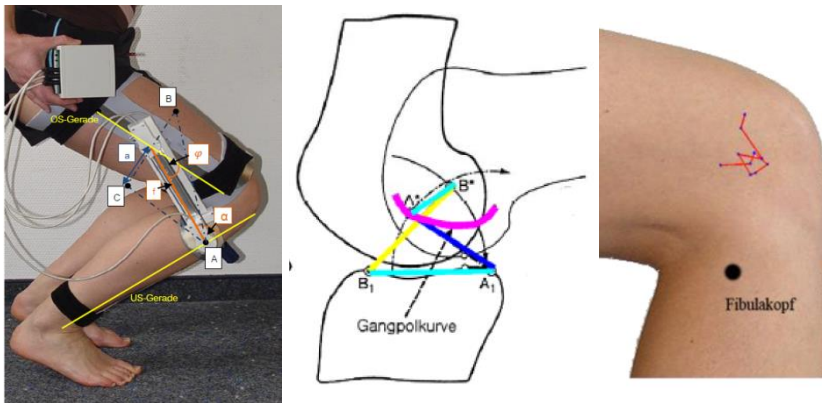 B
OS-Gerade
a
φ
C
f
α
A
US-Gerade
A*
B*
B₁
A₁
Gangpolkurve
Fibulakopf